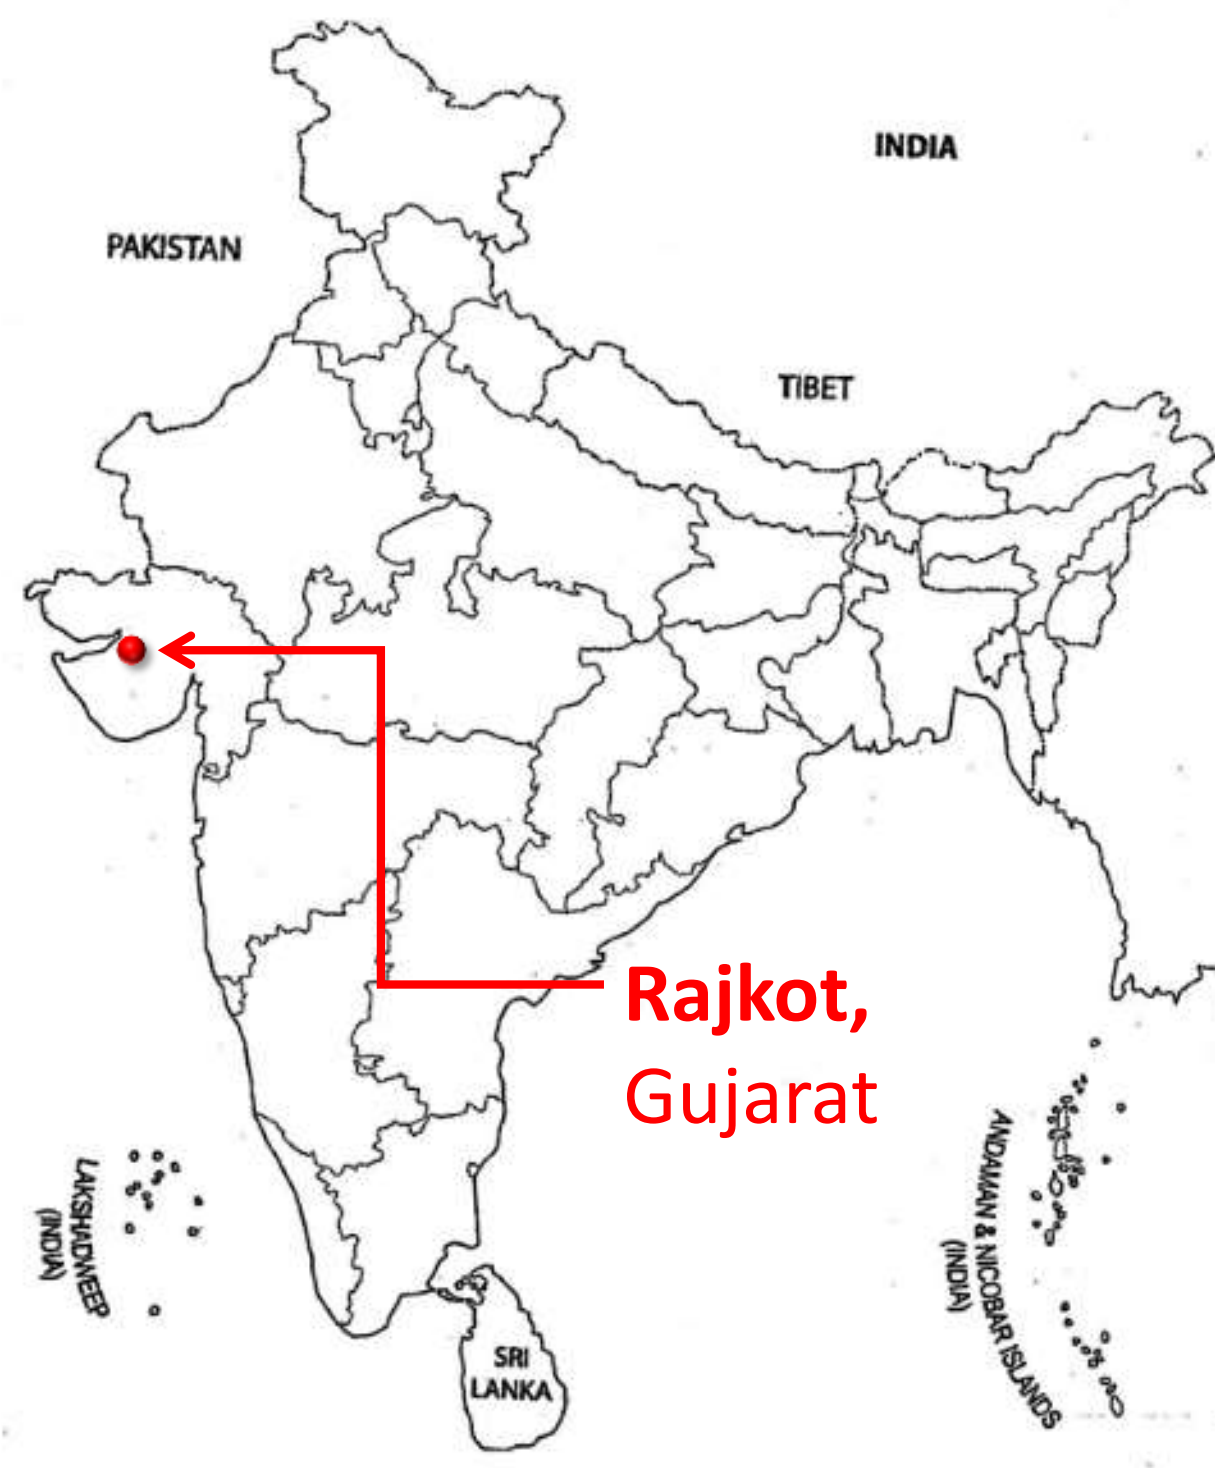 INDIA
PAKISTAN
TIBET
Rajkot,
Gujarat
LAKSHADWEEP
(INDIA)
ANDAMAN & NICOBAR ISLANDS
(INDIA)
SRI
LANKA